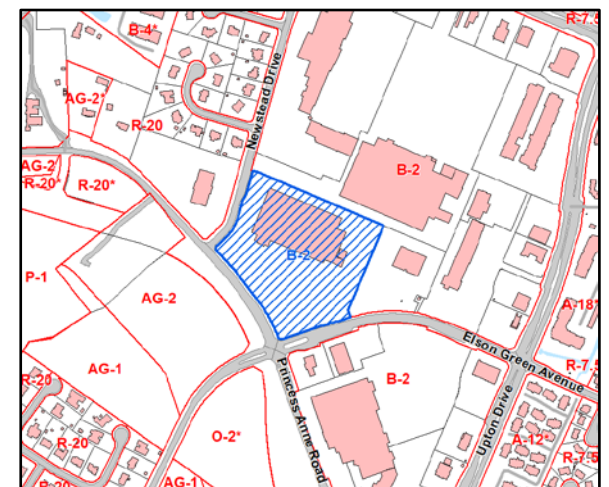 R-7.5
B-4*
Newstead Drive
AG-2*
R-20
B-2
AG-2
R-20*
R-20*
B-2
P-1
AG-2
A-18*
Elson Green Avenue
R-7.5
AG-1
B-2
R-20
Princess Anne Road
Upton Drive
R-20
O-2*
A-12*
R-7.5
R-20
AG-1